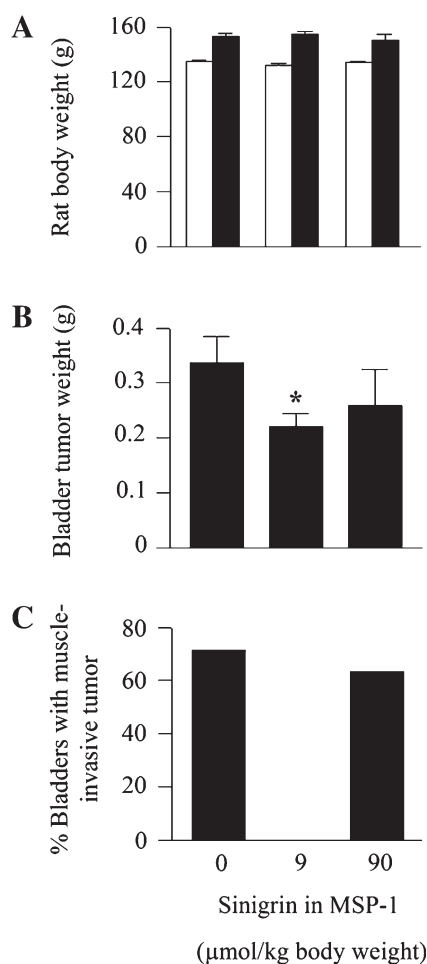 A
Rat body weight (g)
160
120
80
40
0
B
Bladder tumor weight (g)
0.4
0.3
0.2
0.1
0
*
C
% Bladders with muscle-
invasive tumor
80
60
40
20
0
0 9 90
Sinigrin in MSP-1
(µmol/kg body weight)